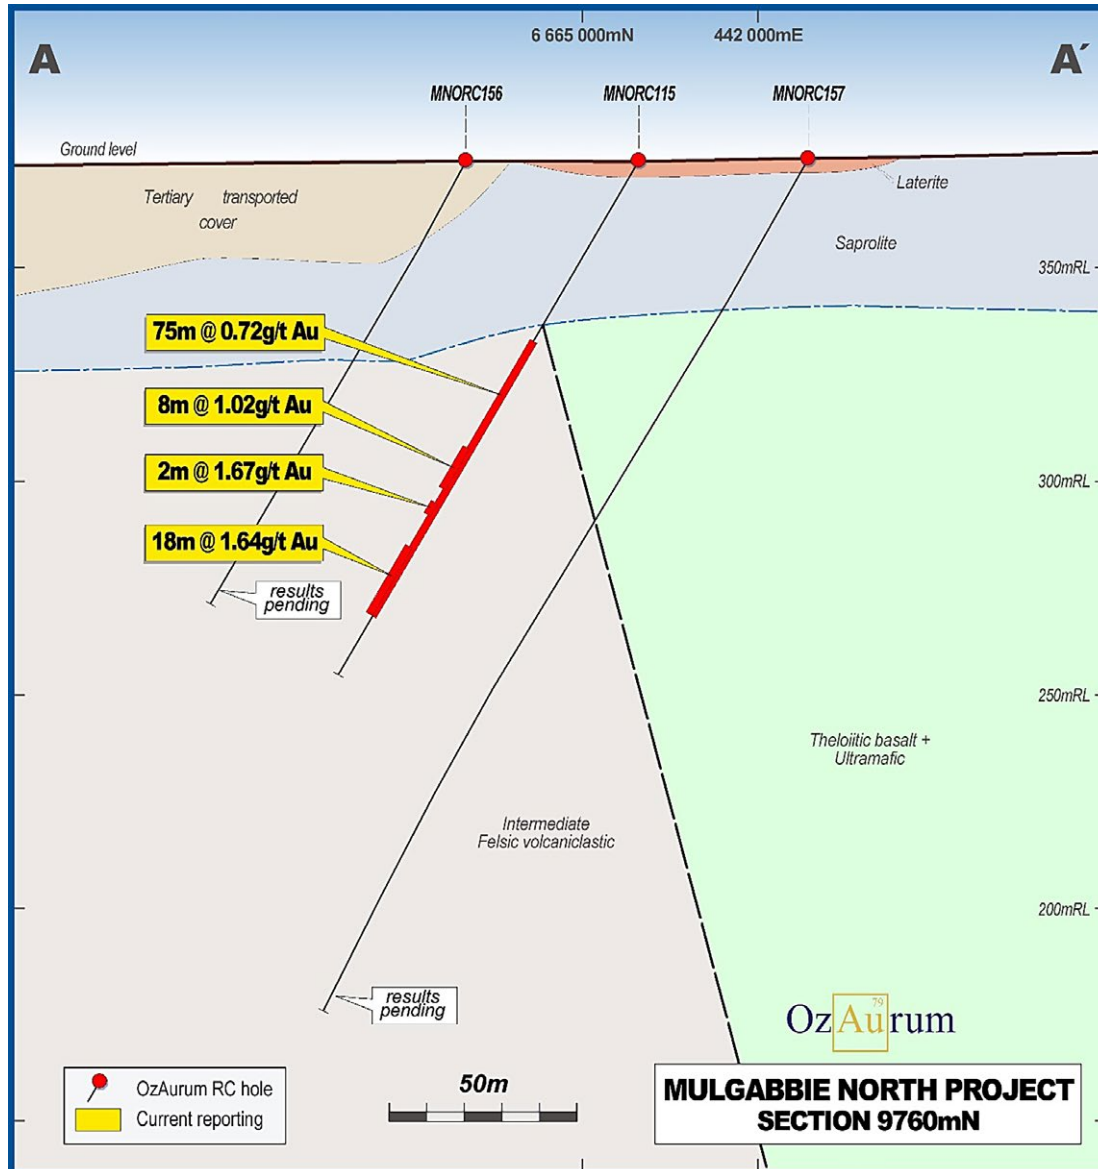 6 665 000mN 442 000mE
A A´
MNORC156 MNORC115 MNORC157
Ground level
Laterite
Tertiary transported
cover
Saprolite
350mRL
75m @ 0.72g/t Au
8m @ 1.02g/t Au
2m @ 1.67g/t Au
300mRL
18m @ 1.64g/t Au
results
pending
250mRL
Theloiitic basalt +
Ultramafic
Intermediate
Felsic volcaniclastic
200mRL
results
pending
79
OzAurum
OzAurum RC hole
Current reporting
50m
MULGABBIE NORTH PROJECT
SECTION 9760mN